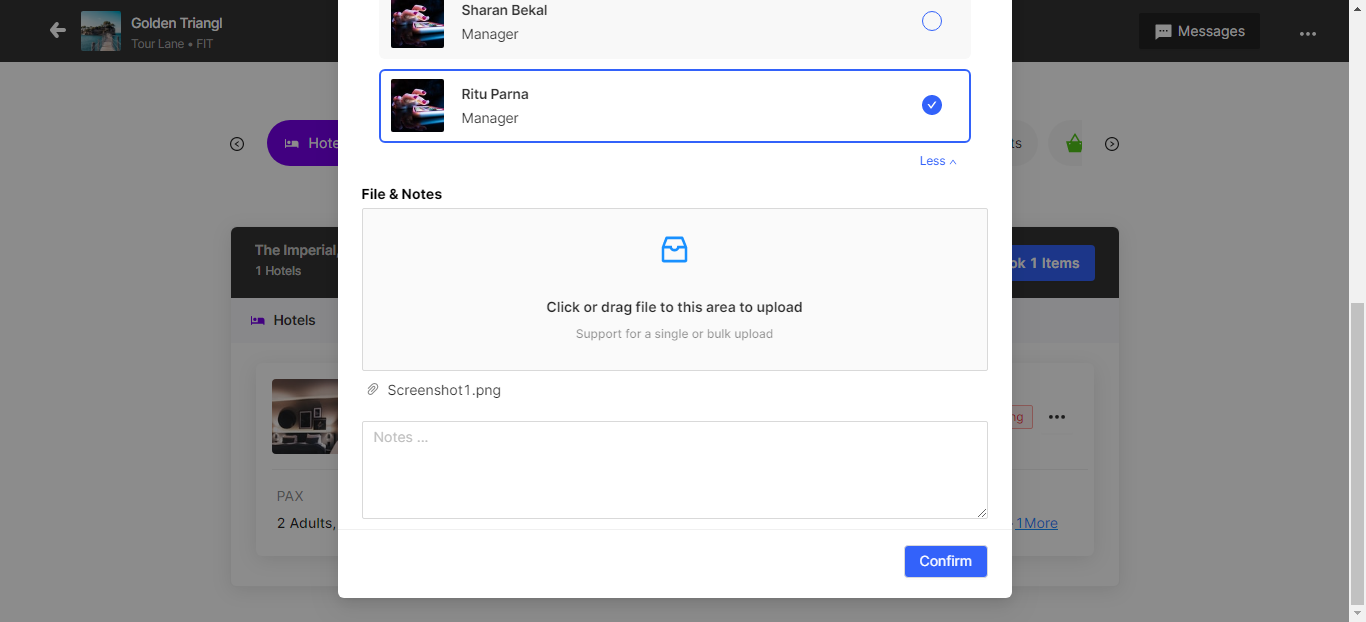 Golden Triangl
Tour Lane • FIT
Messages
Sharan Bekal
Manager
Ritu Parna
Manager
Less
Hote
ts
File & Notes
Click or drag file to this area to upload
Support for a single or bulk upload
Screenshot1.png
Notes ...
Confirm
The Imperial,
1 Hotels
ok 1 Items
Hotels
ng
PAX
2 Adults,
1More